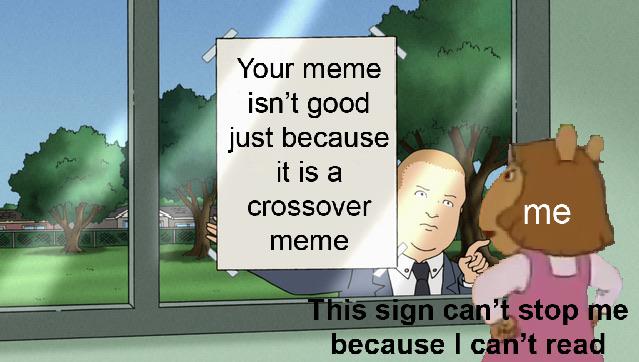 Your meme
isn’t good
just because
it is a
crossover
meme
me
This sign can’t stop me
because I can’t read